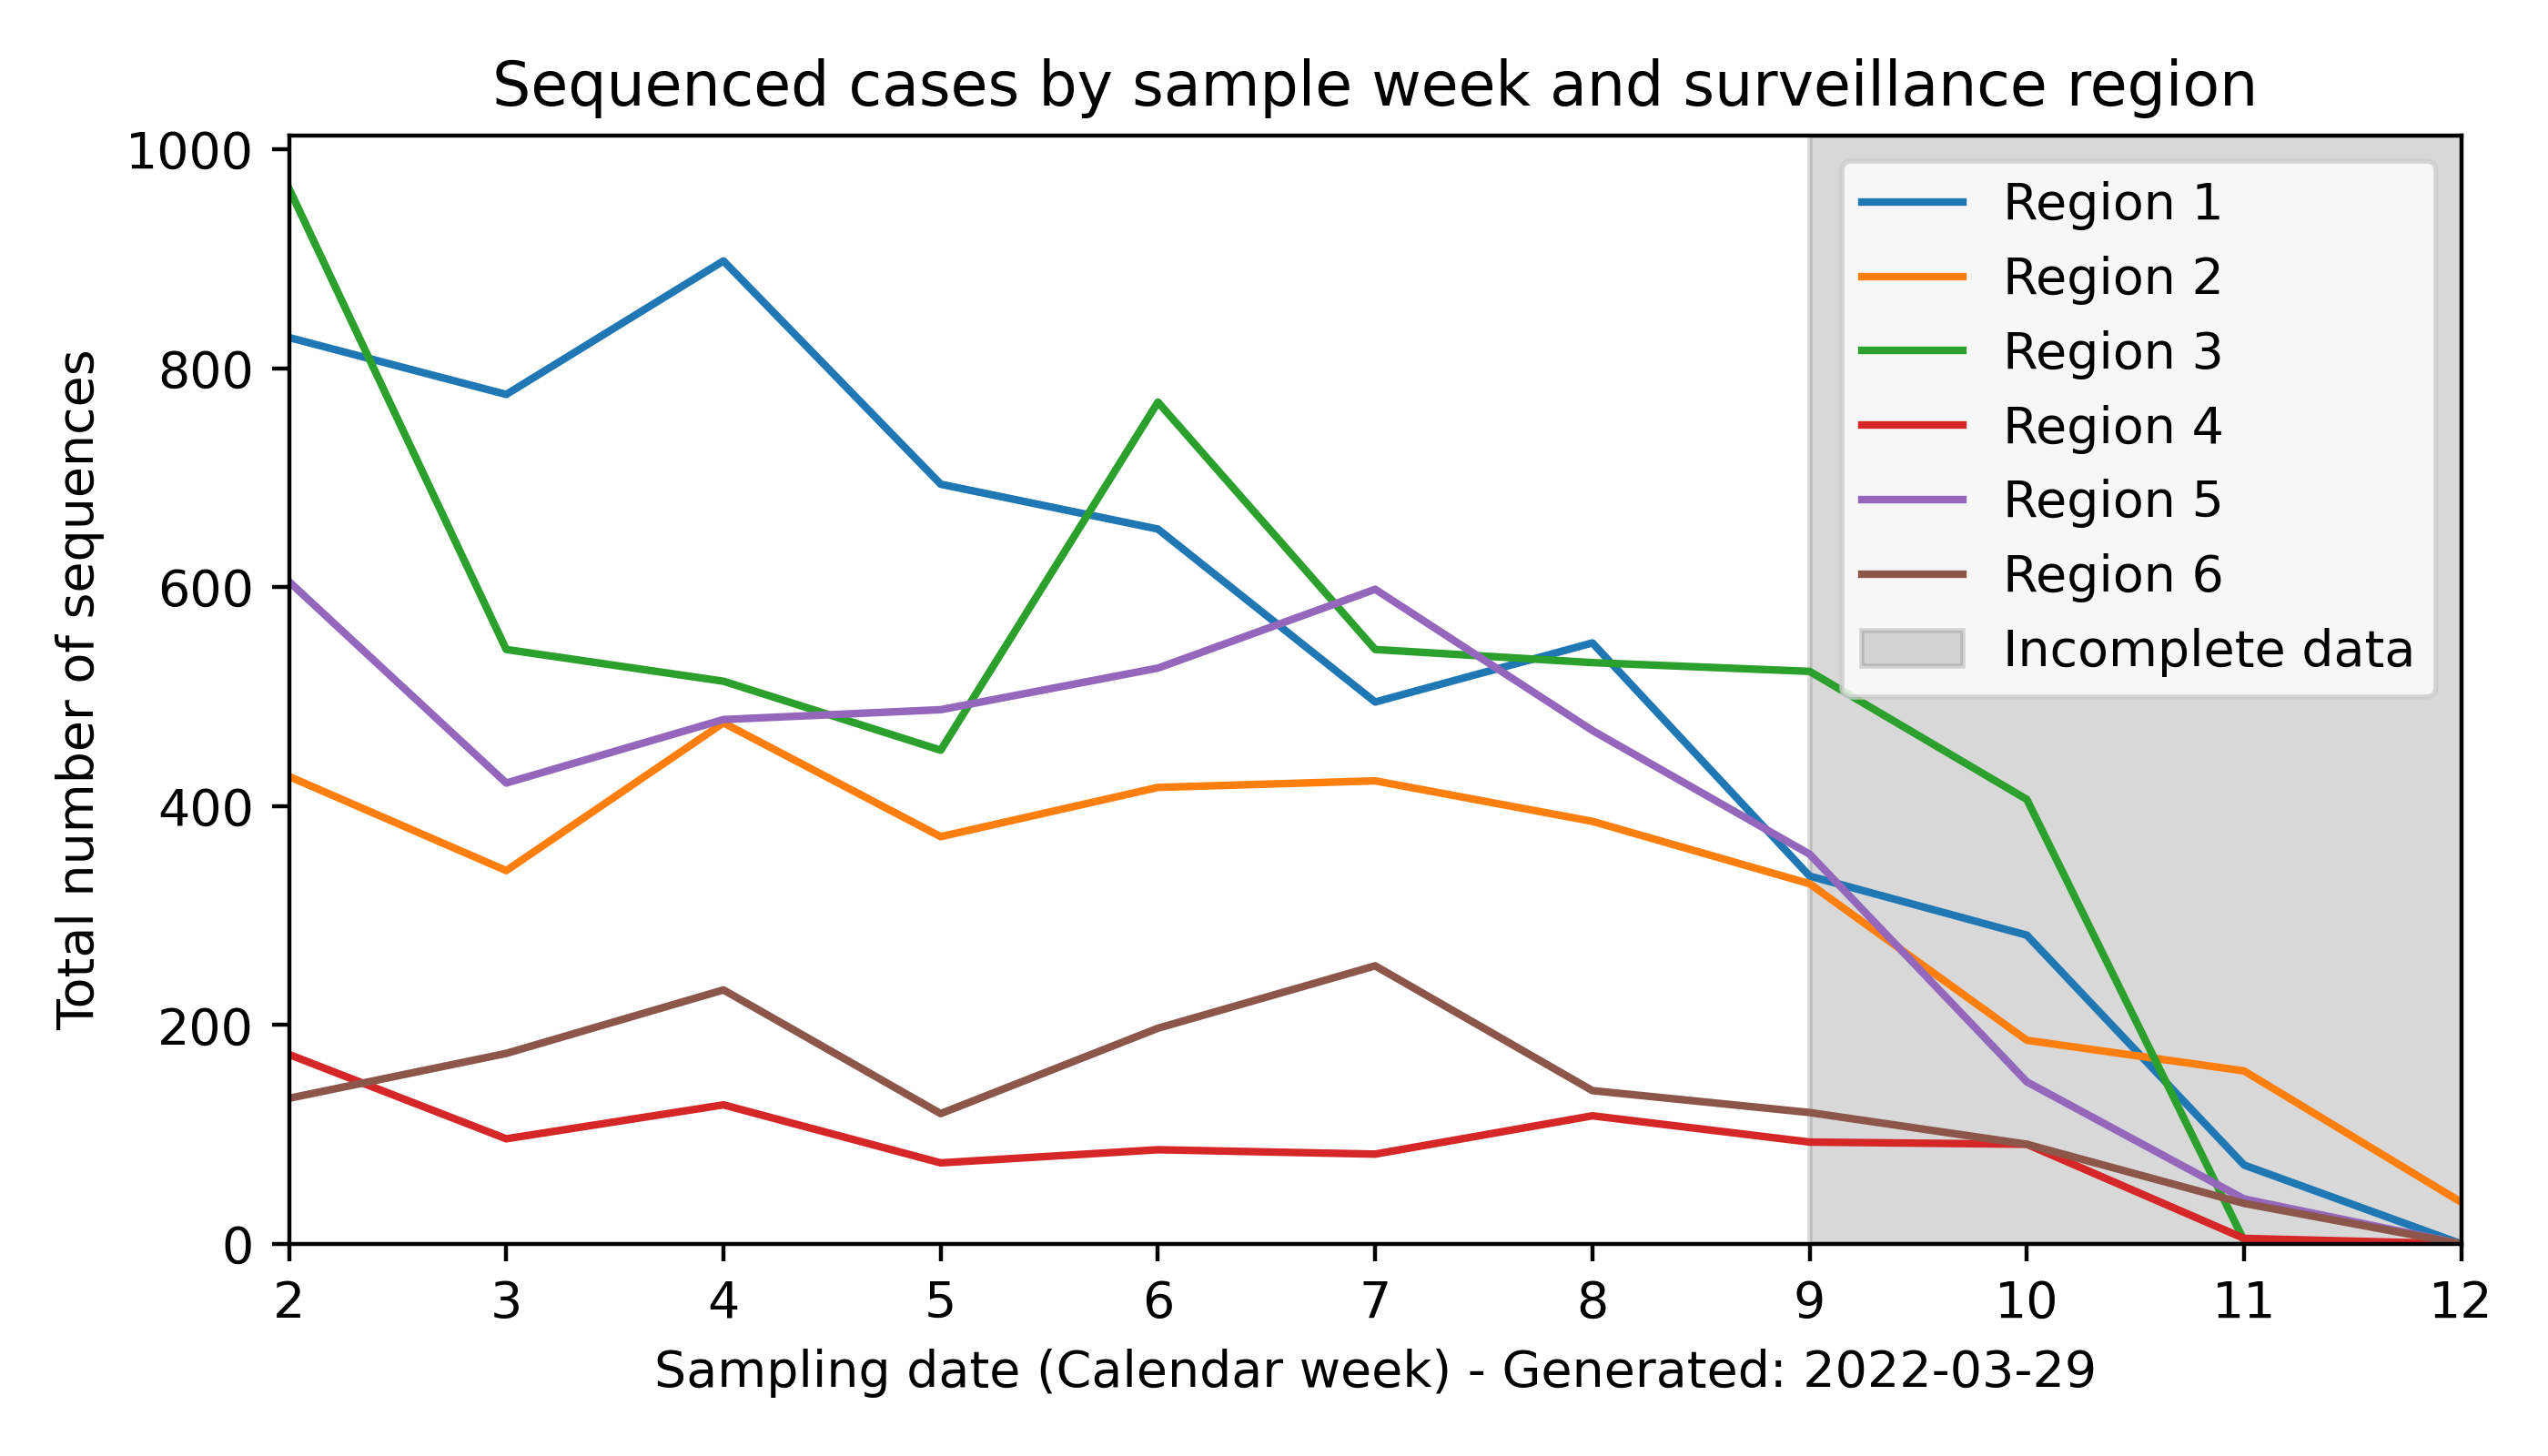 Sequenced cases by sample week and surveillance region
1000
800
600
400
200
0
Total number of sequences
Region 1
Region 2
Region 3
Region 4
Region 5
Region 6
Incomplete data
2 3 4 5 6 7 8 9 10 11 12
Sampling date (Calendar week) - Generated: 2022-03-29